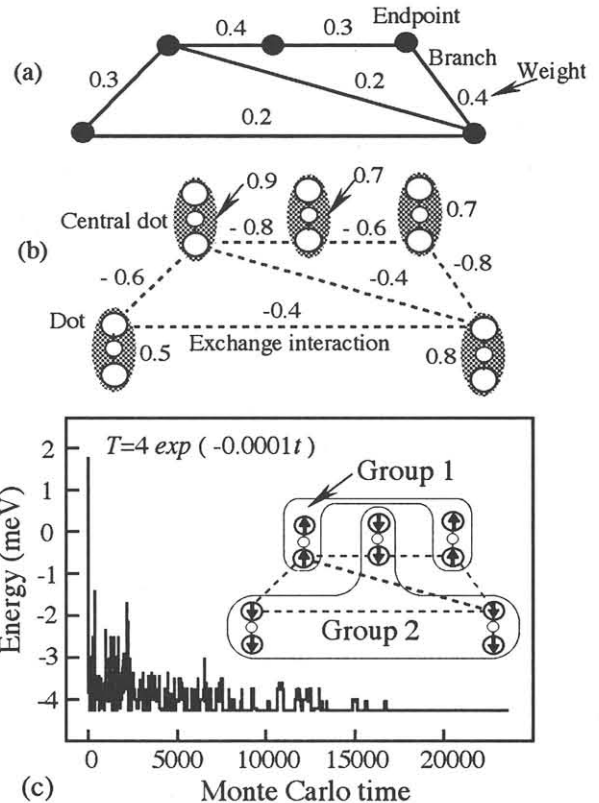 Endpoint
0.4 0.3
Branch
(a)
0.3 0.2 Weight
0.4
0.2
0.9 0.7
Central dot 0.7
- 0.8 - 0.6
(b)
- 0.6 -0.4 -0.8
-0.4
Dot
0.5 Exchange interaction 0.8
T=4 exp ( -0.0001t )
Group 1
Group 2
Energy (meV)
2
1
0
-1
-2
-3
-4
0 5000 10000 15000 20000
(c) Monte Carlo time